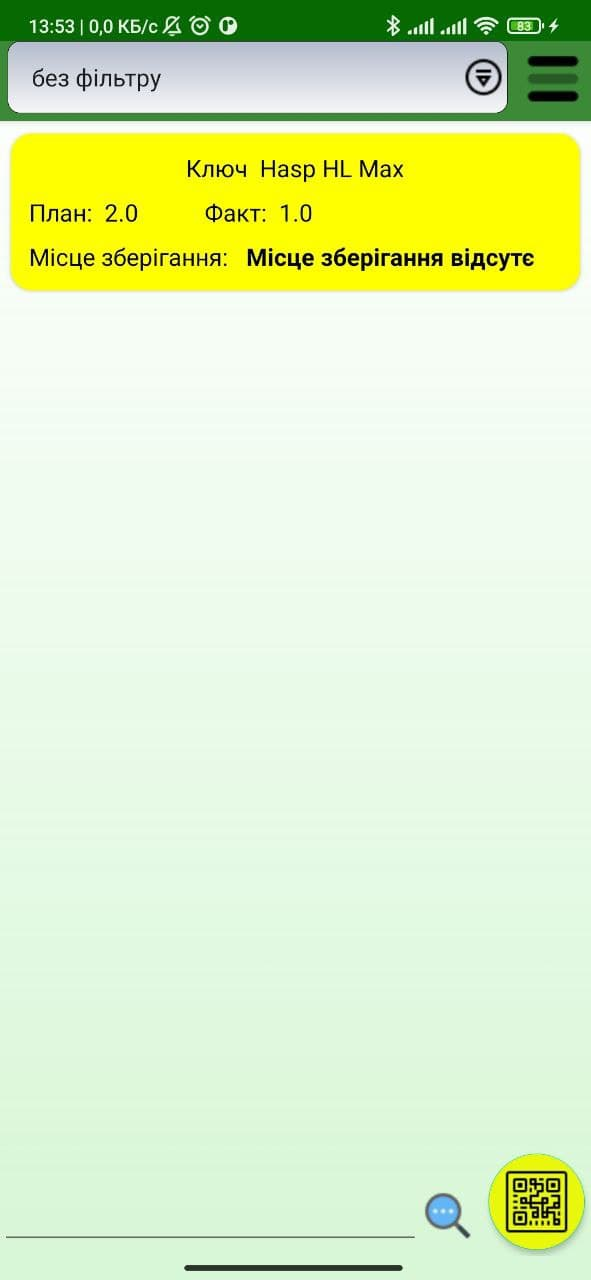 13:53 | 0,0 КБ/с 83
без фільтру
Ключ Hasp HL Max
План: 2.0 Факт: 1.0
Місце зберігання: Місце зберігання відсутє